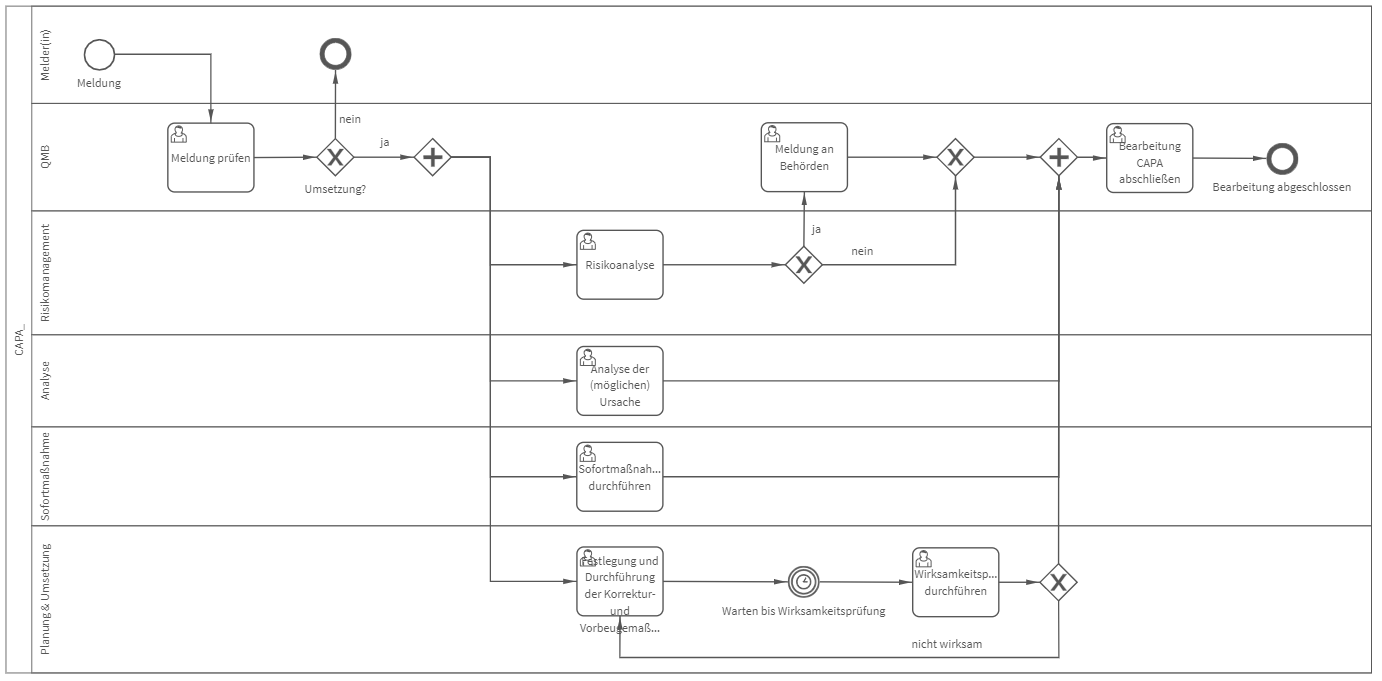 CAPA_
Melder(in)
Meldung
nein
QMB
Meldung prüfen
Umsetzung?
ja
Meldung an
Behörden
Bearbeitung
CAPA
abschließen
Bearbeitung abgeschlossen
Risikomanagement
Risikoanalyse
ja
nein
Analyse
Analyse der
(möglichen)
Ursache
Sofortmaßnahme
Sofortmaßnah...
durchführen
Planung & Umsetzung
Festlegung und
Durchführung
der Korrektur-
und
Vorbeugemaß...
Warten bis Wirksamkeitsprüfung
Wirksamkeitsp...
durchführen
nicht wirksam